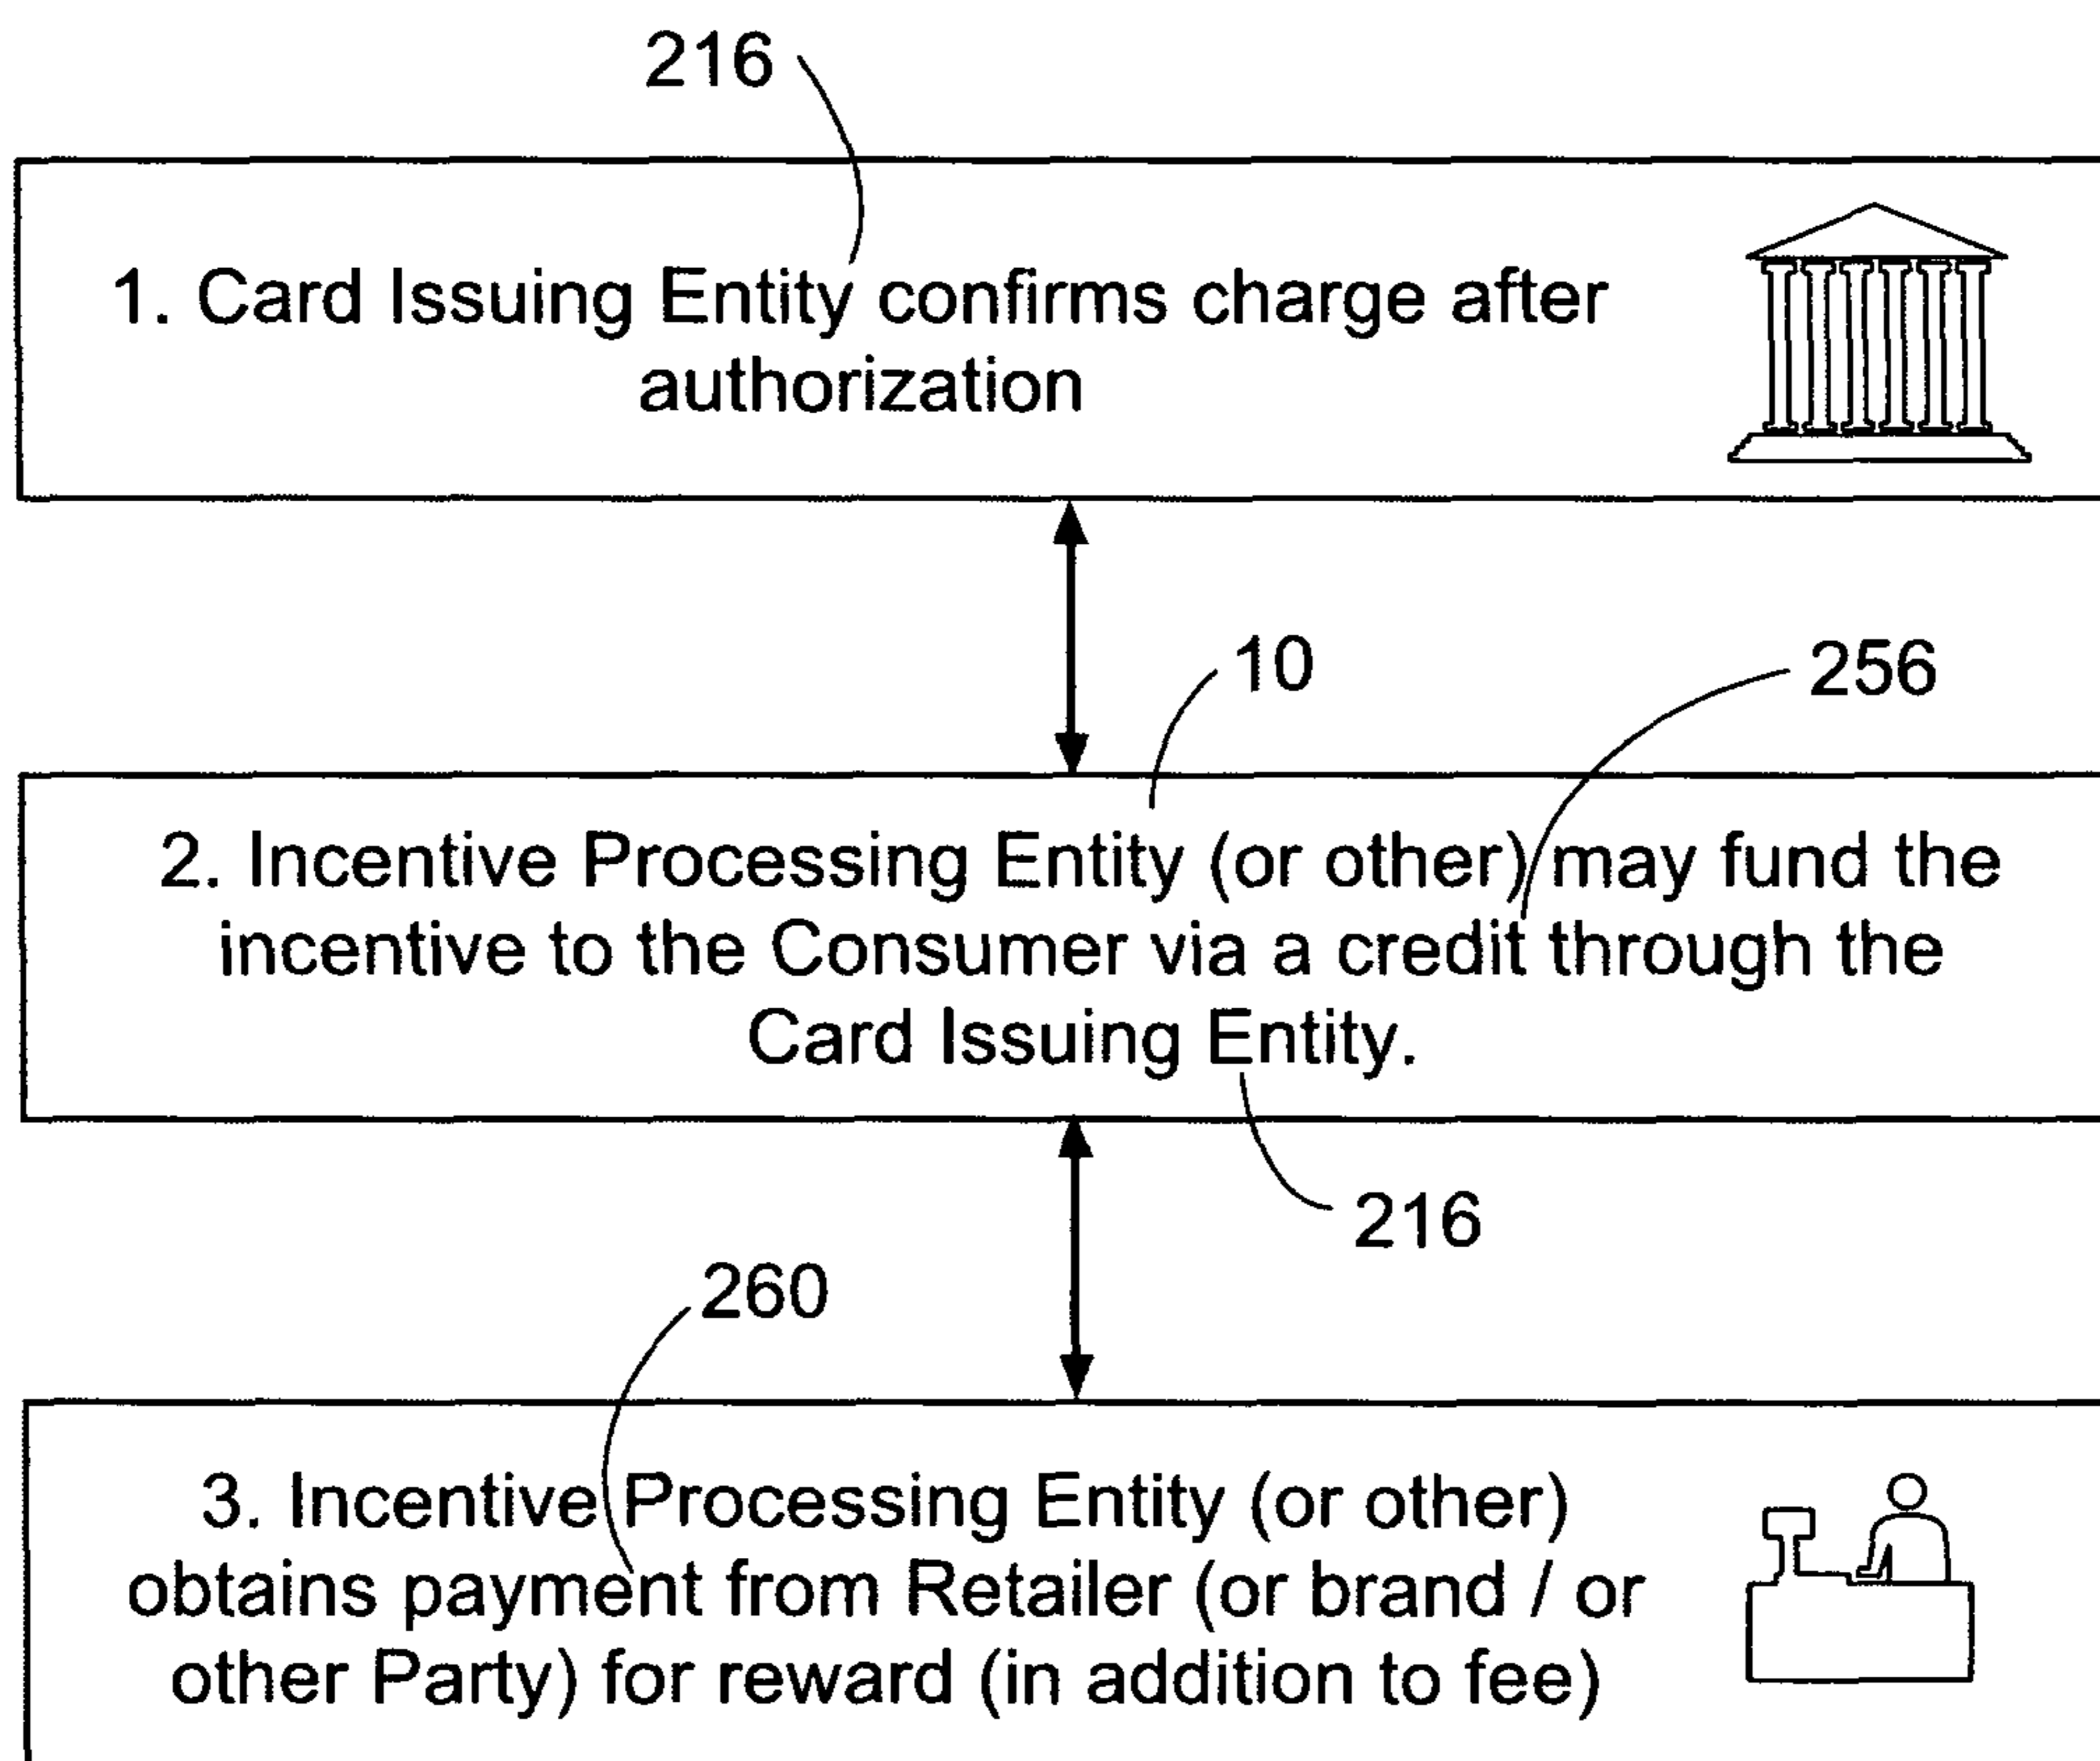 216
1. Card Issuing Entity confirms charge after
authorization
10
256
2. Incentive Processing Entity (or other) may fund the
incentive to the Consumer via a credit through the
Card Issuing Entity.
216
260
3. Incentive Processing Entity (or other)
obtains payment from Retailer (or brand / or
other Party) for reward (in addition to fee)